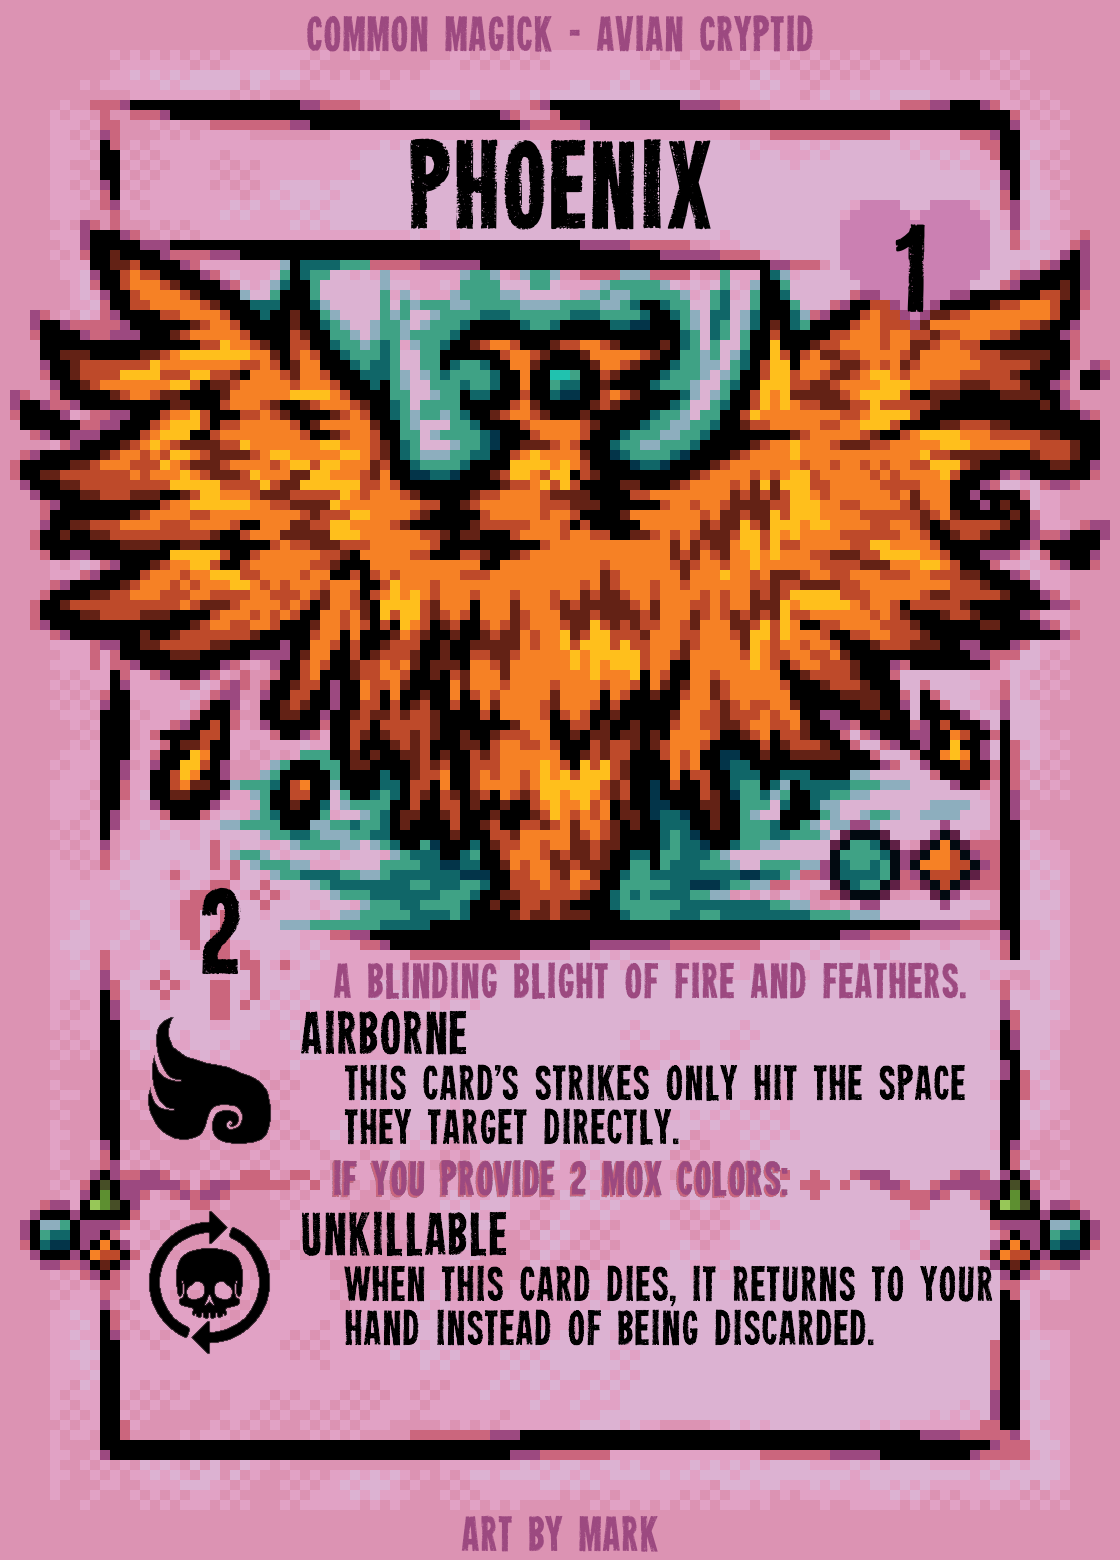 COMMON MAGICK - AVIAN CRYPTID
PHOENIX
1
2
A BLINDING BLIGHT OF FIRE AND FEATHERS.
AIRBORNE
THIS CARD'S STRIKES ONLY HIT THE SPACE
THEY TARGET DIRECTLY.
IF YOU PROVIDE 2 MOX COLORS:
UNKILLABLE
WHEN THIS CARD DIES, IT RETURNS TO YOUR
HAND INSTEAD OF BEING DISCARDED.
ART BY MARK